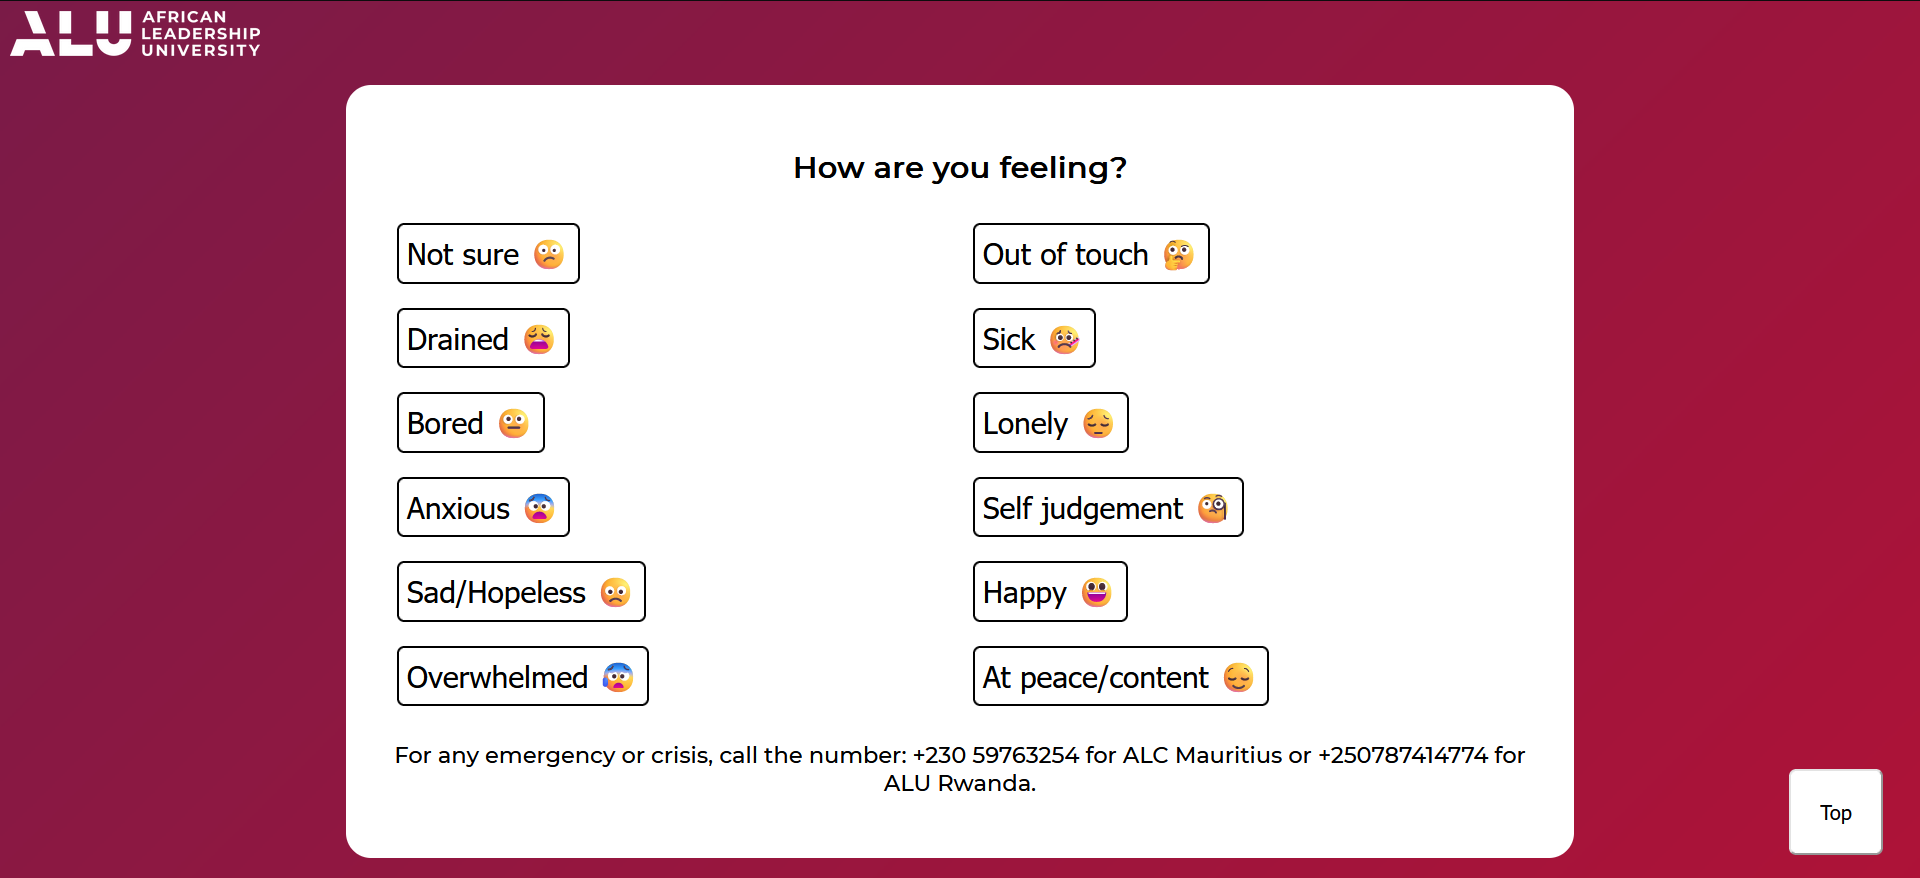 ALU
AFRICAN
LEADERSHIP
UNIVERSITY
How are you feeling?
Not sure 😕
Out of touch 🤔
Drained 😩
Sick 🤒
Bored 😐
Lonely 😔
Anxious 😨
Self judgement 🧐
Sad/Hopeless 🙁
Happy 😀
Overwhelmed 😰
At peace/content 😌
For any emergency or crisis, call the number: +230 59763254 for ALC Mauritius or +250787414774 for
ALU Rwanda.
Top